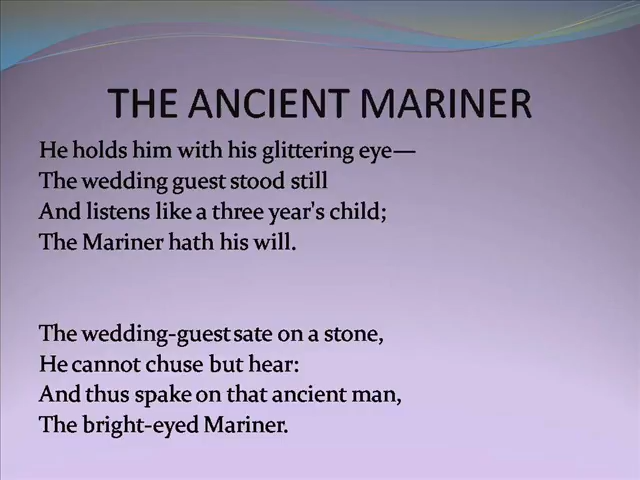 THE ANCIENT MARINER
He holds him with his glittering eye—
The wedding guest stood still
And listens like a three year's child;
The Mariner hath his will.
The wedding-guest sate on a stone,
He cannot chuse but hear:
And thus spake on that ancient man,
The bright-eyed Mariner.